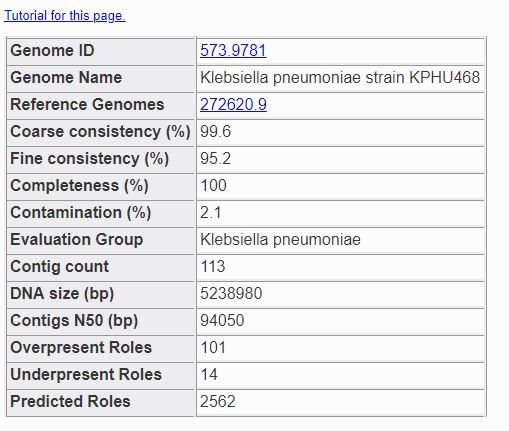 Tutorial for this page.
Genome ID 573.9781
Genome Name Klebsiella pneumoniae strain KPHU468
Reference Genomes 272620.9
Coarse consistency (%) 99.6
Fine consistency (%) 95.2
Completeness (%) 100
Contamination (%) 2.1
Evaluation Group Klebsiella pneumoniae
Contig count 113
DNA size (bp) 5238980
Contigs N50 (bp) 94050
Overpresent Roles 101
Underpresent Roles 14
Predicted Roles 2562